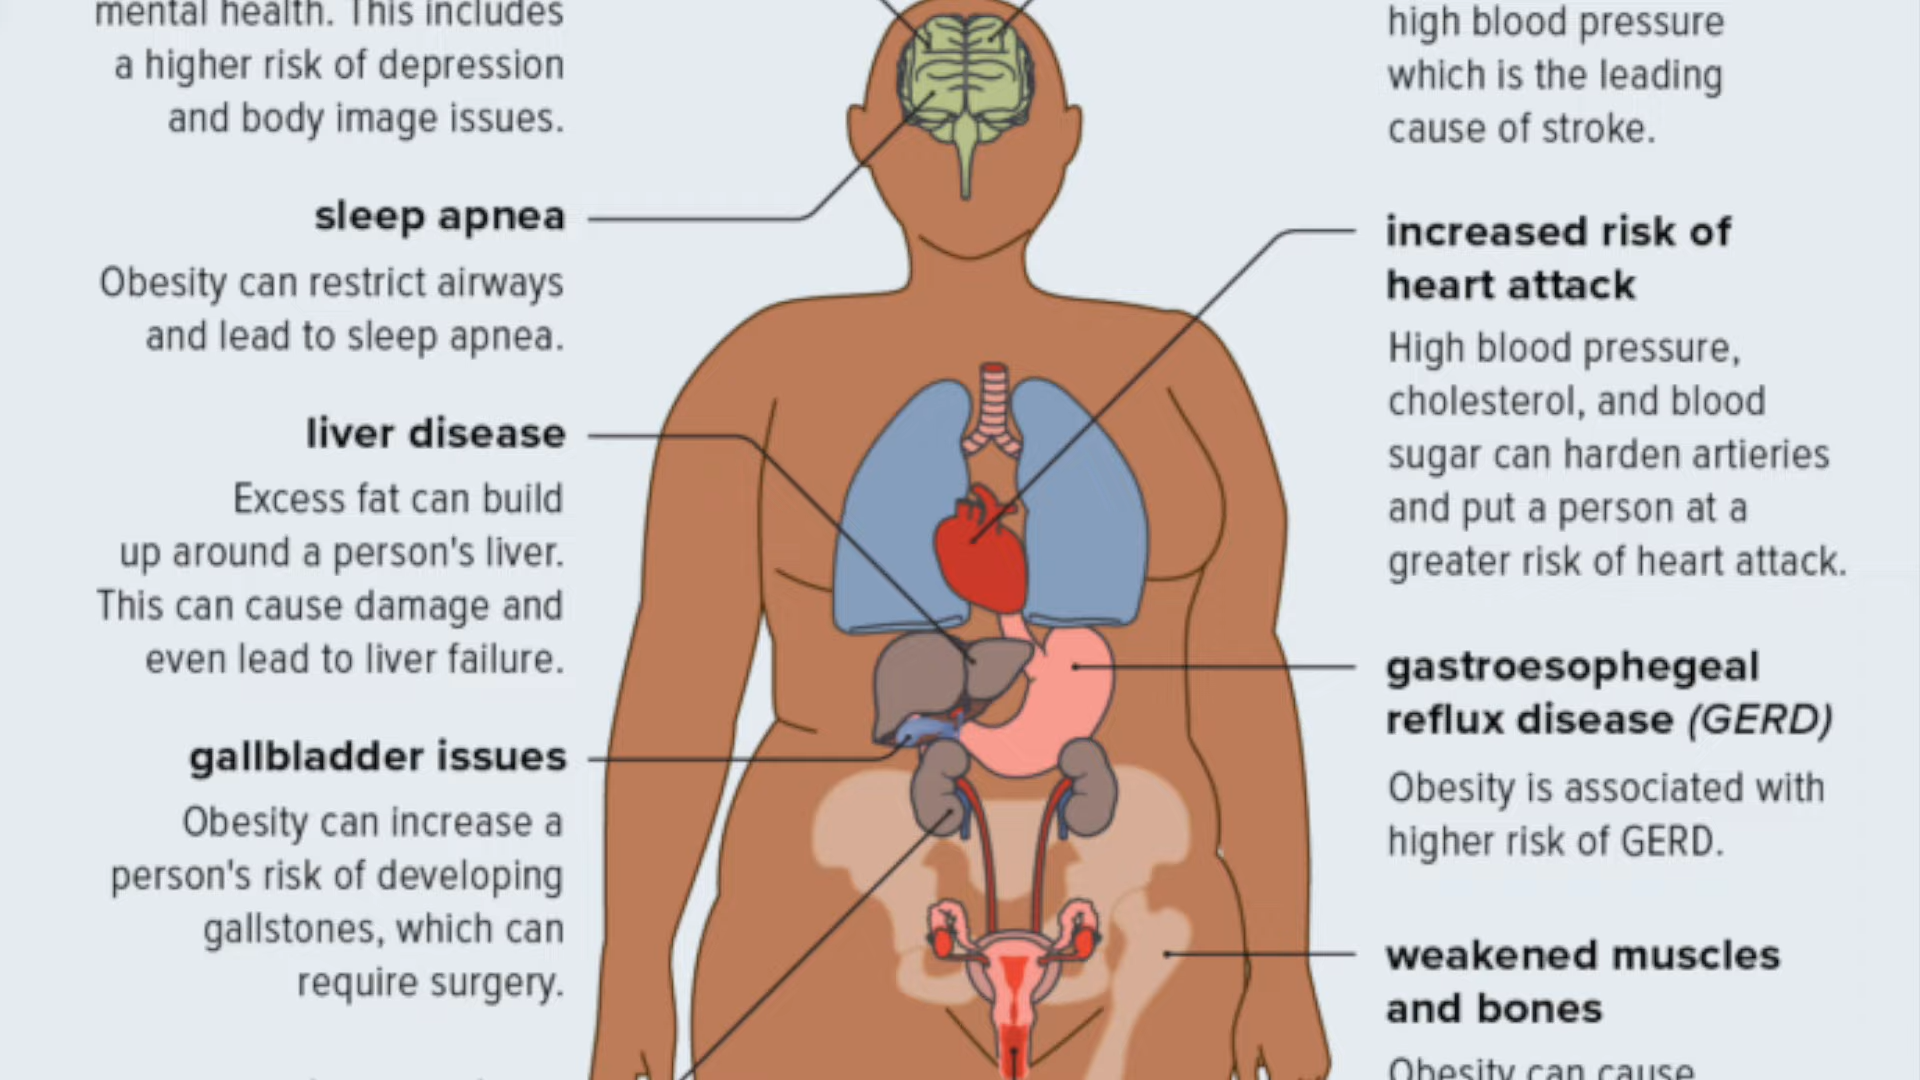 mental health. This includes
a higher risk of depression
and body image issues.
sleep apnea
Obesity can restrict airways
and lead to sleep apnea.
liver disease
Excess fat can build
up around a person's liver.
This can cause damage and
even lead to liver failure.
gallbladder issues
Obesity can increase a
person's risk of developing
gallstones, which can
require surgery.
high blood pressure
which is the leading
cause of stroke.
increased risk of
heart attack
High blood pressure,
cholesterol, and blood
sugar can harden artieries
and put a person at a
greater risk of heart attack.
gastroesophegeal
reflux disease (GERD)
Obesity is associated with
higher risk of GERD.
weakened muscles
and bones
Obesity can cause